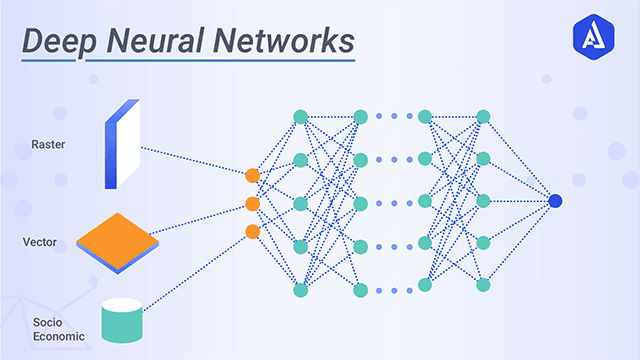 Deep Neural Networks
Raster
Vector
Socio
Economic